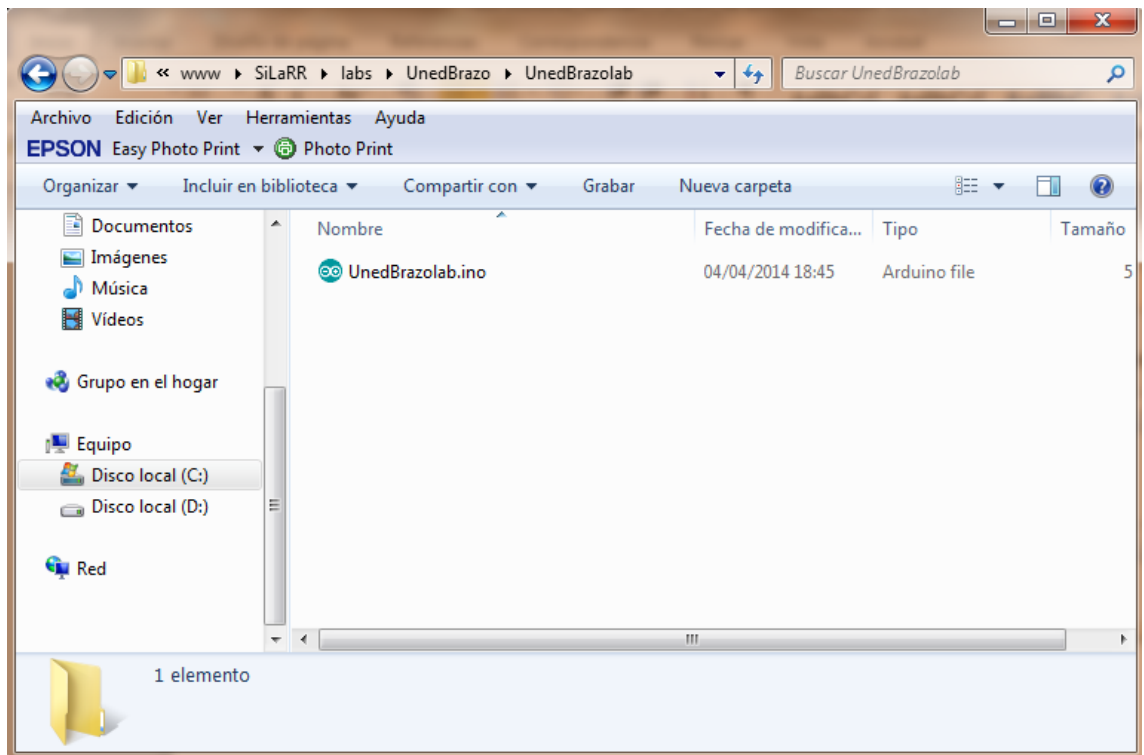 « www ▸ SiLaRR ▸ labs ▸ UnedBrazo ▸ UnedBrazolab Buscar UnedBrazolab
Archivo Edición Ver Herramientas Ayuda
EPSON Easy Photo Print Photo Print
Organizar Incluir en biblioteca Compartir con Grabar Nueva carpeta
Nombre Fecha de modifica... Tipo Tamaño
UnedBrazolab.ino 04/04/2014 18:45 Arduino file 5
Documentos
Imágenes
Música
Vídeos
Grupo en el hogar
Equipo
Disco local (C:)
Disco local (D:)
Red
1 elemento